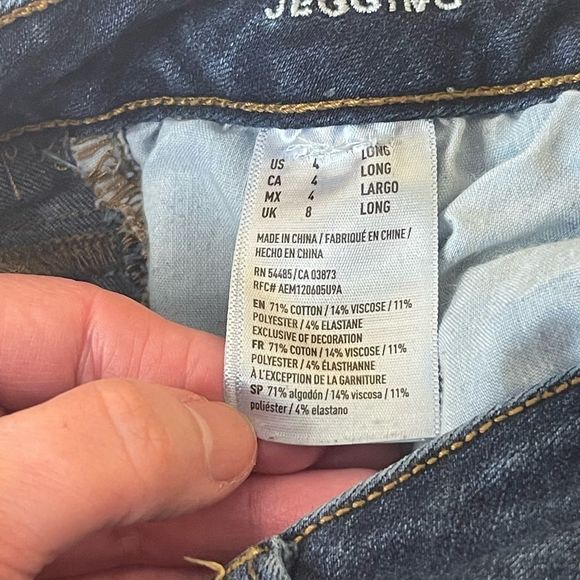 JEGGING
US 4 LONG
CA 4 LONG
MX 4 LARGO
UK 8 LONG
MADE IN CHINA / FABRIQUÉ EN CHINE /
HECHO EN CHINA
RN 54485 / CA 03873
RFC# AEM120605U9A
EN 71% COTTON / 14% VISCOSE / 11%
POLYESTER / 4% ELASTANE
EXCLUSIVE OF DECORATION
FR 71% COTON / 14% VISCOSE / 11%
POLYESTER / 4% ÉLASTHANNE
À L'EXCEPTION DE LA GARNITURE
SP 71% algodón / 14% viscosa / 11%
poliéster / 4% elastano